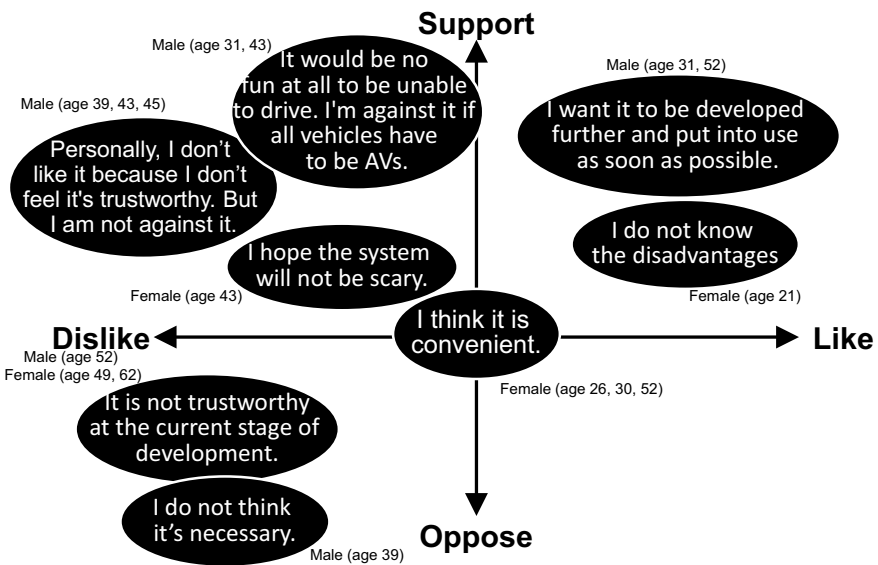 Support
Male (age 31, 43)
It would be no
fun at all to be unable
to drive. I'm against it if
all vehicles have
to be AVs.
Male (age 31, 52)
I want it to be developed
further and put into use
as soon as possible.
Male (age 39, 43, 45)
Personally, I don’t
like it because I don’t
feel it's trustworthy. But
I am not against it.
I do not know
the disadvantages
Female (age 21)
I hope the system
will not be scary.
Female (age 43)
I think it is
convenient.
Female (age 26, 30, 52)
Dislike
Like
Male (age 52)
Female (age 49, 62)
It is not trustworthy
at the current stage of
development.
I do not think
it’s necessary.
Male (age 39)
Oppose